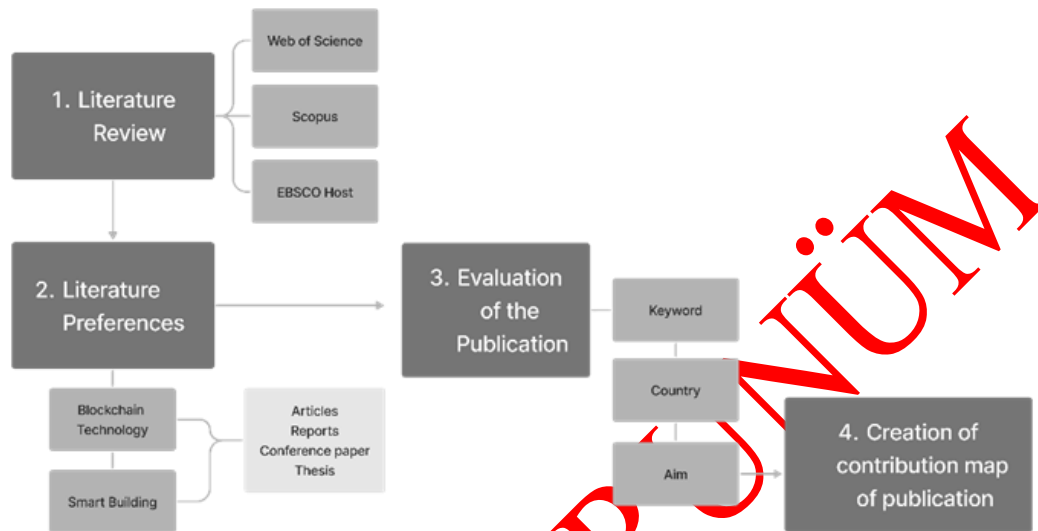 1. Literature
Review
Web of Science
Scopus
EBSCO Host
2. Literature
Preferences
Blockchain
Technology
Smart Building
Articles
Reports
Conference paper
Thesis
3. Evaluation
of the
Publication
Keyword
Country
Aim
4. Creation of
contribution map
of publication